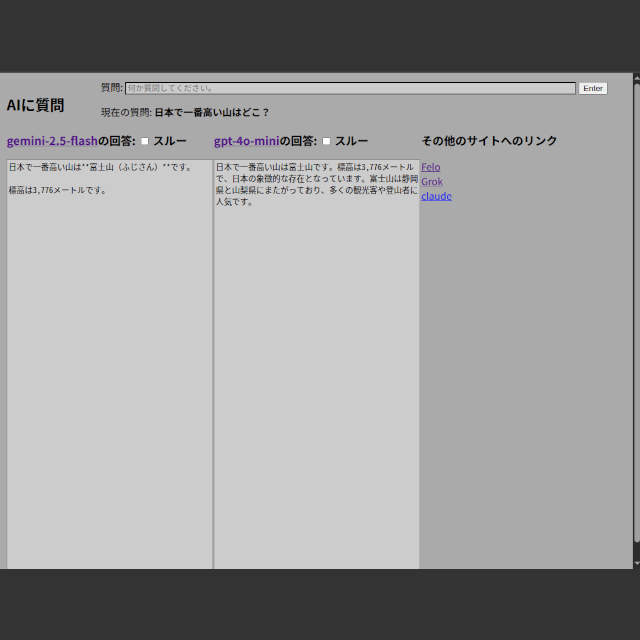 質問: 何か質問してください。 Enter
AIに質問
現在の質問: 日本で一番高い山はどこ？
gemini-2.5-flashの回答: スルー
gpt-4o-miniの回答: スルー
その他のサイトへのリンク
日本で一番高い山は**富士山（ふじさん）**です。
標高は3,776メートルです。
日本で一番高い山は富士山です。標高は3,776メートル
で、日本の象徴的な存在となっています。富士山は静岡
県と山梨県にまたがっており、多くの観光客や登山者に
人気です。
Felo
Grok
claude